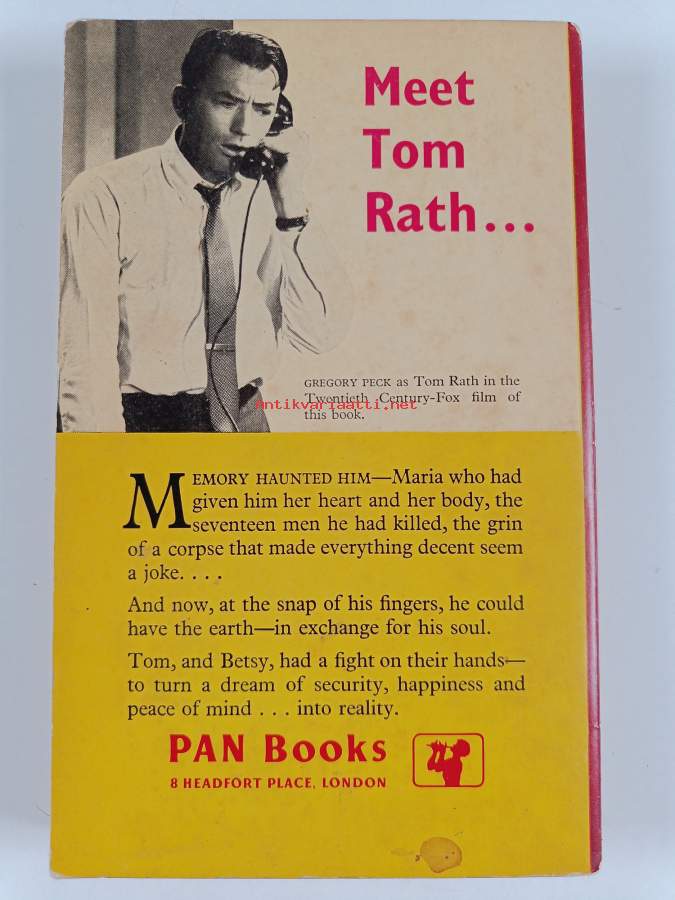 Meet
Tom
Rath...
GREGORY PECK as Tom Rath in the
Twentieth Century-Fox film of
this book.
Antikvariaatti.net
MEMORY HAUNTED HIM—Maria who had
given him her heart and her body, the
seventeen men he had killed, the grin
of a corpse that made everything decent seem
a joke. . . .
And now, at the snap of his fingers, he could
have the earth—in exchange for his soul.
Tom, and Betsy, had a fight on their hands—
to turn a dream of security, happiness and
peace of mind . . . into reality.
PAN Books
8 HEADFORT PLACE, LONDON